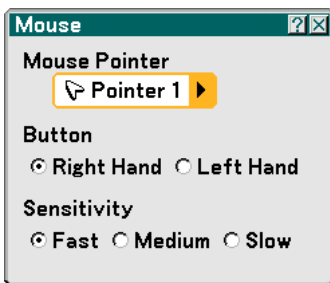 Mouse ? X
Mouse Pointer
Pointer 1
Button
Right Hand Left Hand
Sensitivity
Fast Medium Slow